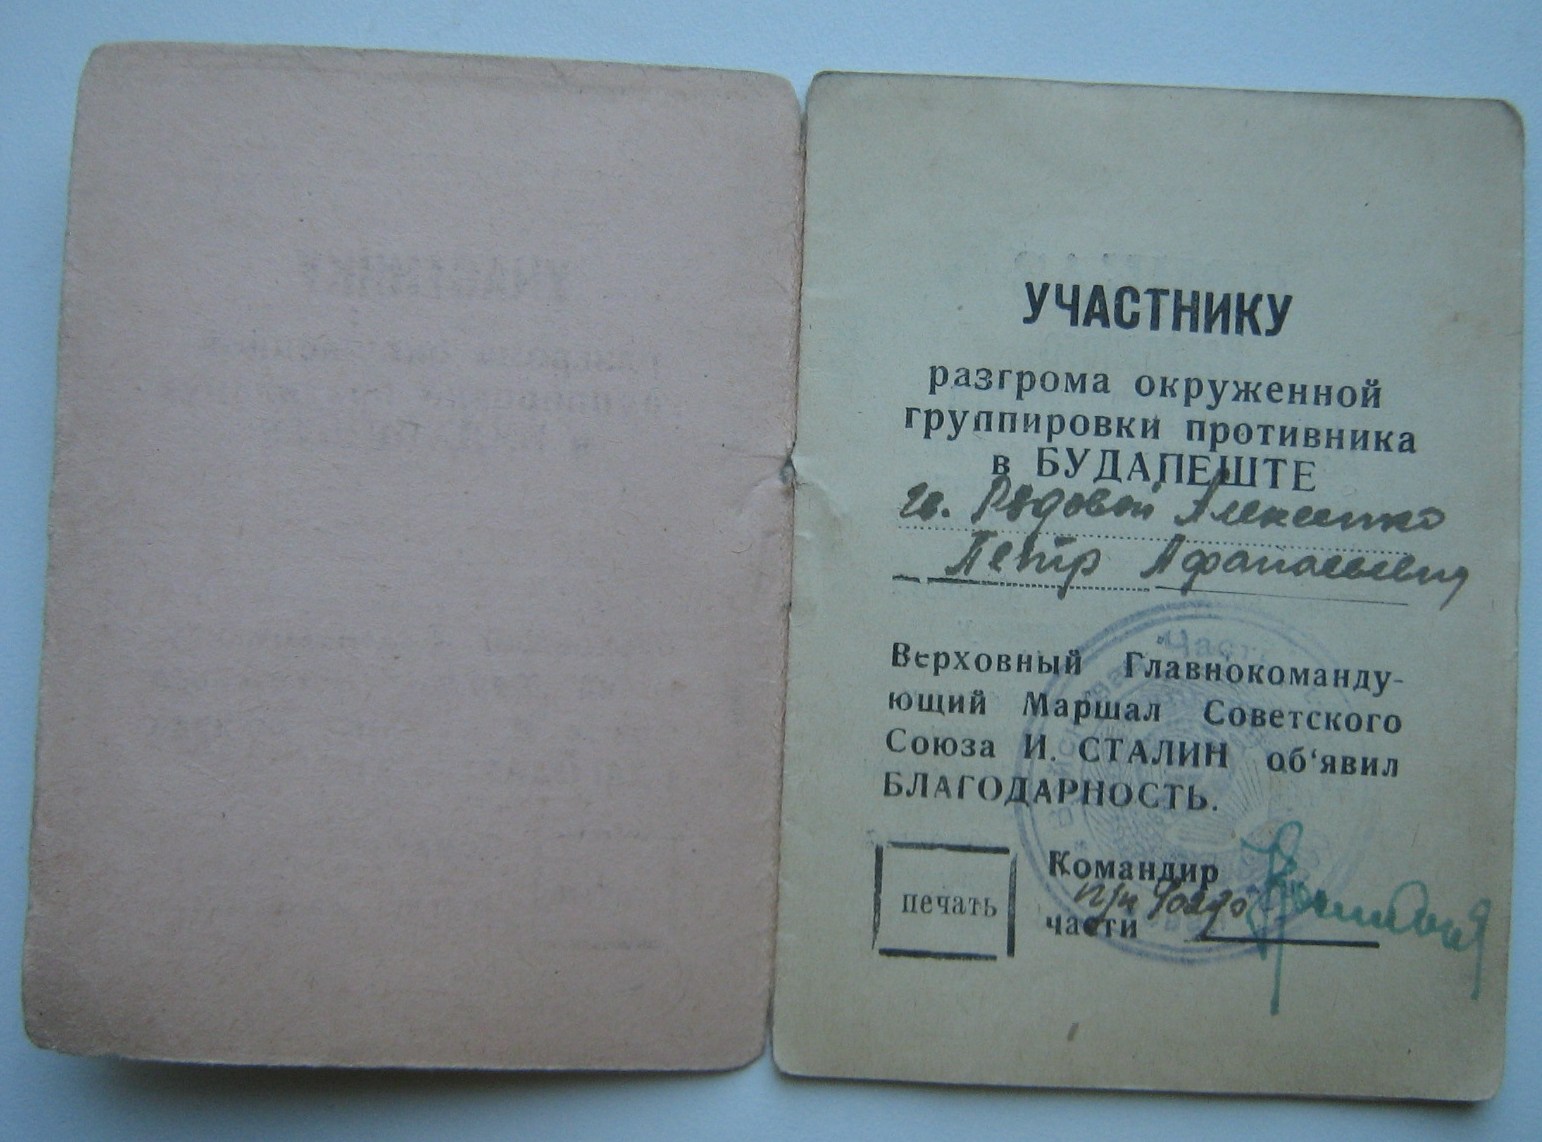 УЧАСТНИКУ
разгрома окруженной
группировки противника
в БУДАПЕШТЕ
гв. Рядовой Алексеенко
Петр Афанасьевич
Верховный Главнокоманду-
ющий Маршал Советского
Союза И. СТАЛИН об‘явил
БЛАГОДАРНОСТЬ.
Командир
печать
части